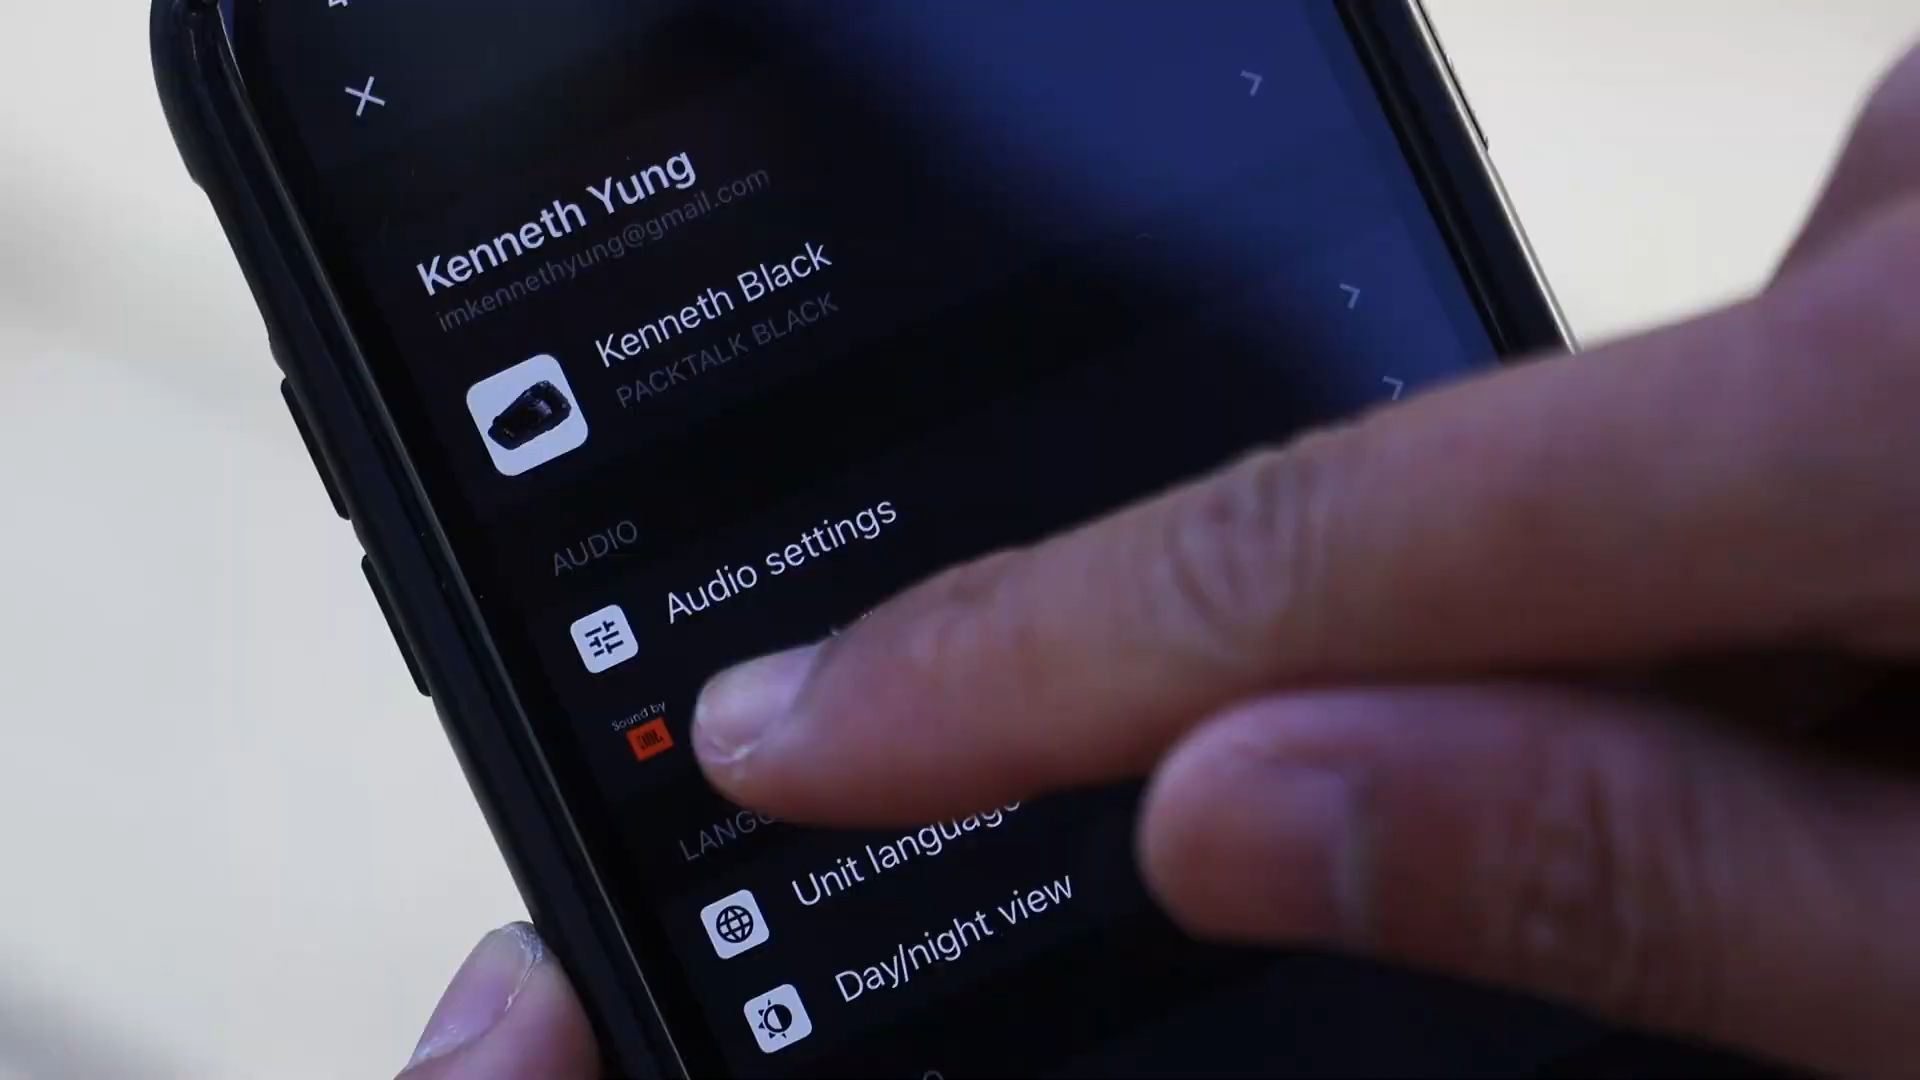 Kenneth Yung
imkennethyung@gmail.com
Kenneth Black
PACKTALK BLACK
AUDIO
Audio settings
Sound by
JBL
Unit language
Day/night view